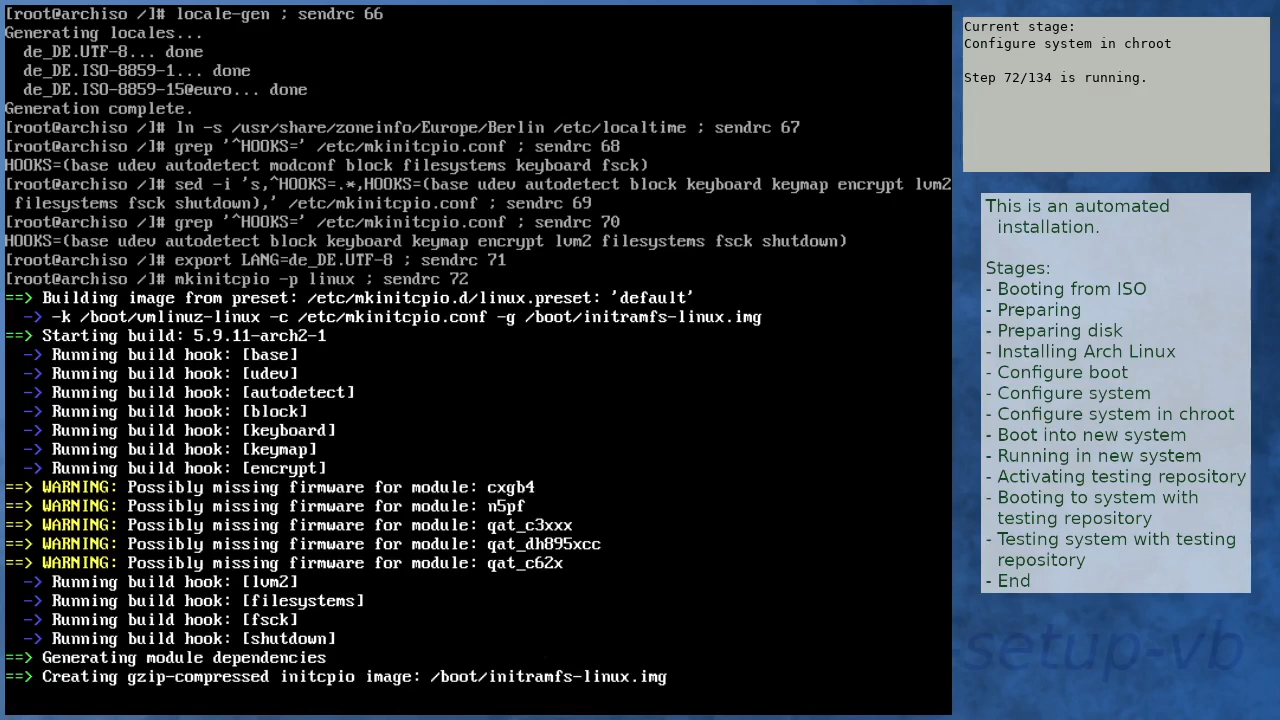 [root@archiso /]# locale-gen ; sendrc 66
Generating locales...
  de_DE.UTF-8... done
  de_DE.ISO-8859-1... done
  de_DE.ISO-8859-15@euro... done
Generation complete.
[root@archiso /]# ln -s /usr/share/zoneinfo/Europe/Berlin /etc/localtime ; sendrc 67
[root@archiso /]# grep '^HOOKS=' /etc/mkinitcpio.conf ; sendrc 68
HOOKS=(base udev autodetect modconf block filesystems keyboard fsck)
[root@archiso /]# sed -i 's,^HOOKS=.*,HOOKS=(base udev autodetect block keyboard keymap encrypt lvm2
 filesystems fsck shutdown),' /etc/mkinitcpio.conf ; sendrc 69
[root@archiso /]# grep '^HOOKS=' /etc/mkinitcpio.conf ; sendrc 70
HOOKS=(base udev autodetect block keyboard keymap encrypt lvm2 filesystems fsck shutdown)
[root@archiso /]# export LANG=de_DE.UTF-8 ; sendrc 71
[root@archiso /]# mkinitcpio -p linux ; sendrc 72
==> Building image from preset: /etc/mkinitcpio.d/linux.preset: 'default'
  -> -k /boot/vmlinuz-linux -c /etc/mkinitcpio.conf -g /boot/initramfs-linux.img
==> Starting build: 5.9.11-arch2-1
  -> Running build hook: [base]
  -> Running build hook: [udev]
  -> Running build hook: [autodetect]
  -> Running build hook: [block]
  -> Running build hook: [keyboard]
  -> Running build hook: [keymap]
  -> Running build hook: [encrypt]
==> WARNING: Possibly missing firmware for module: cxgb4
==> WARNING: Possibly missing firmware for module: n5pf
==> WARNING: Possibly missing firmware for module: qat_c3xxx
==> WARNING: Possibly missing firmware for module: qat_dh895xcc
==> WARNING: Possibly missing firmware for module: qat_c62x
  -> Running build hook: [lvm2]
  -> Running build hook: [filesystems]
  -> Running build hook: [fsck]
  -> Running build hook: [shutdown]
==> Generating module dependencies
==> Creating gzip-compressed initcpio image: /boot/initramfs-linux.img
Current stage:
Configure system in chroot
Step 72/134 is running.
This is an automated
installation.
Stages:
- Booting from ISO
- Preparing
- Preparing disk
- Installing Arch Linux
- Configure boot
- Configure system
- Configure system in chroot
- Boot into new system
- Running in new system
- Activating testing repository
- Booting to system with
testing repository
- Testing system with testing
repository
- End
-setup-vb